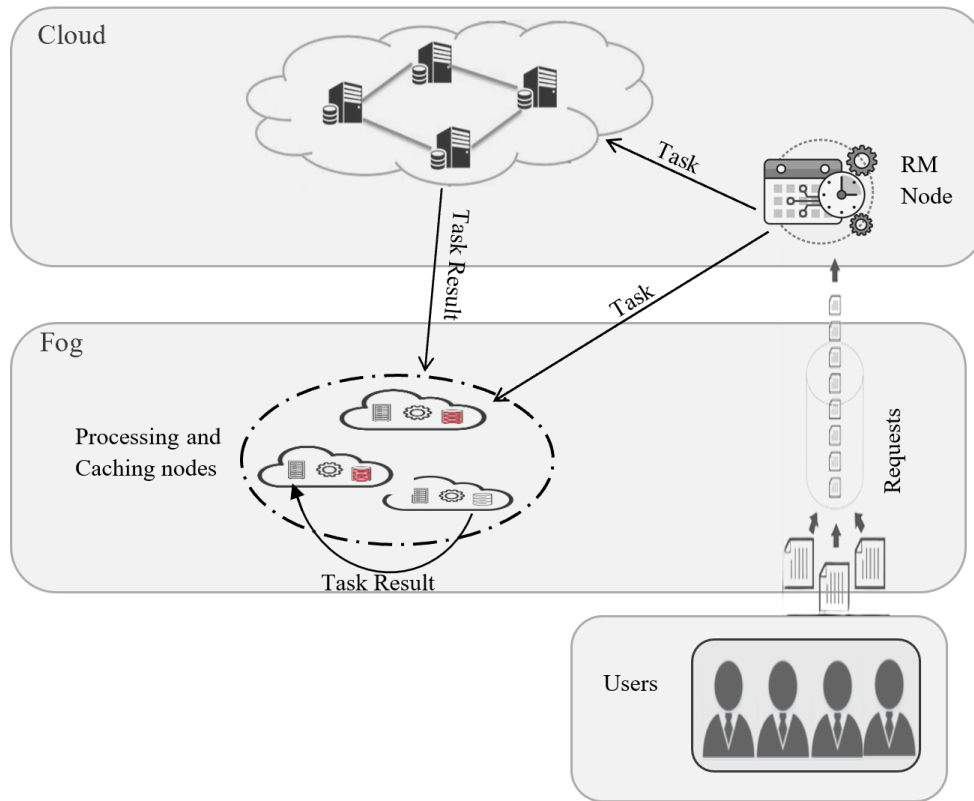 Cloud
Task
RM
Node
Task Result
Task
Fog
Processing and
Caching nodes
Requests
Task Result
Users